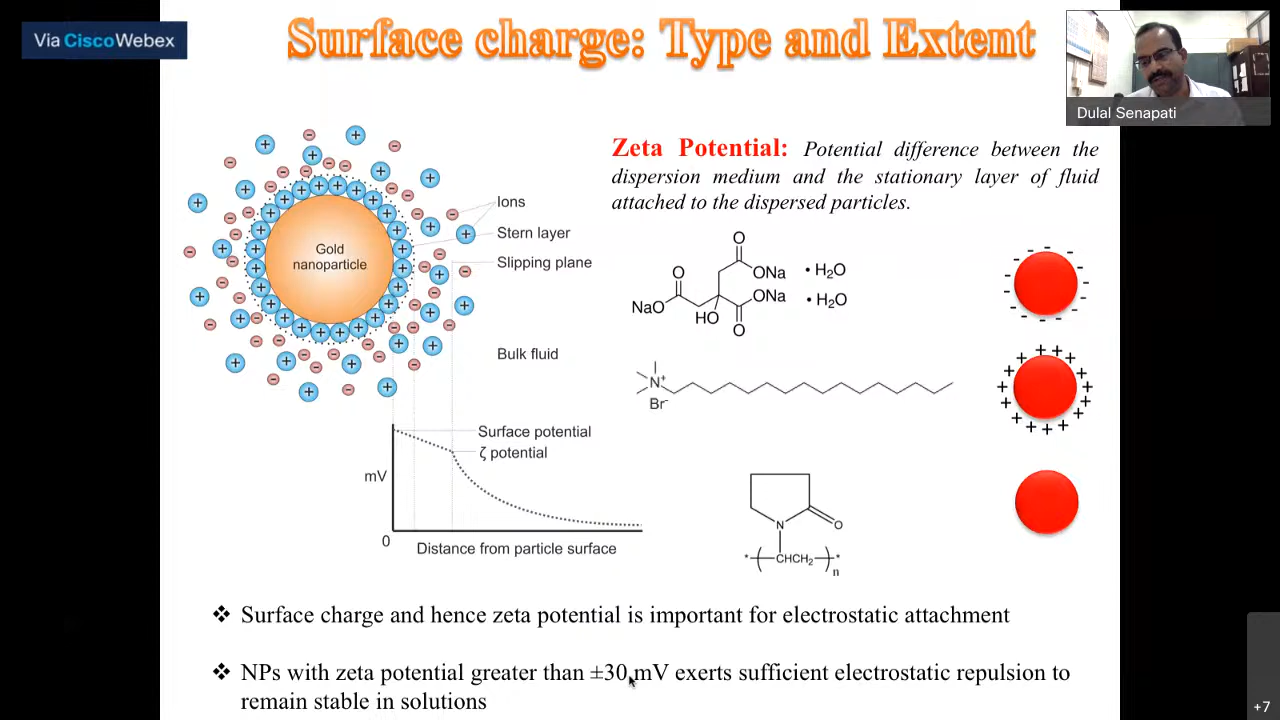 Via CiscoWebex
Surface charge: Type and Extent
Dulal Senapati
Gold
nanoparticle
Ions
Stern layer
Slipping plane
Bulk fluid
Surface potential
ζ potential
mV
0
Distance from particle surface
Zeta Potential: Potential difference between the
dispersion medium and the stationary layer of fluid
attached to the dispersed particles.
O
O
ONa
• H₂O
NaO
ONa
• H₂O
HO
O
N⁺
Br⁻
N
O
*-(-CHCH₂-)-*
n
❖ Surface charge and hence zeta potential is important for electrostatic attachment
❖ NPs with zeta potential greater than ±30 mV exerts sufficient electrostatic repulsion to
remain stable in solutions
+7